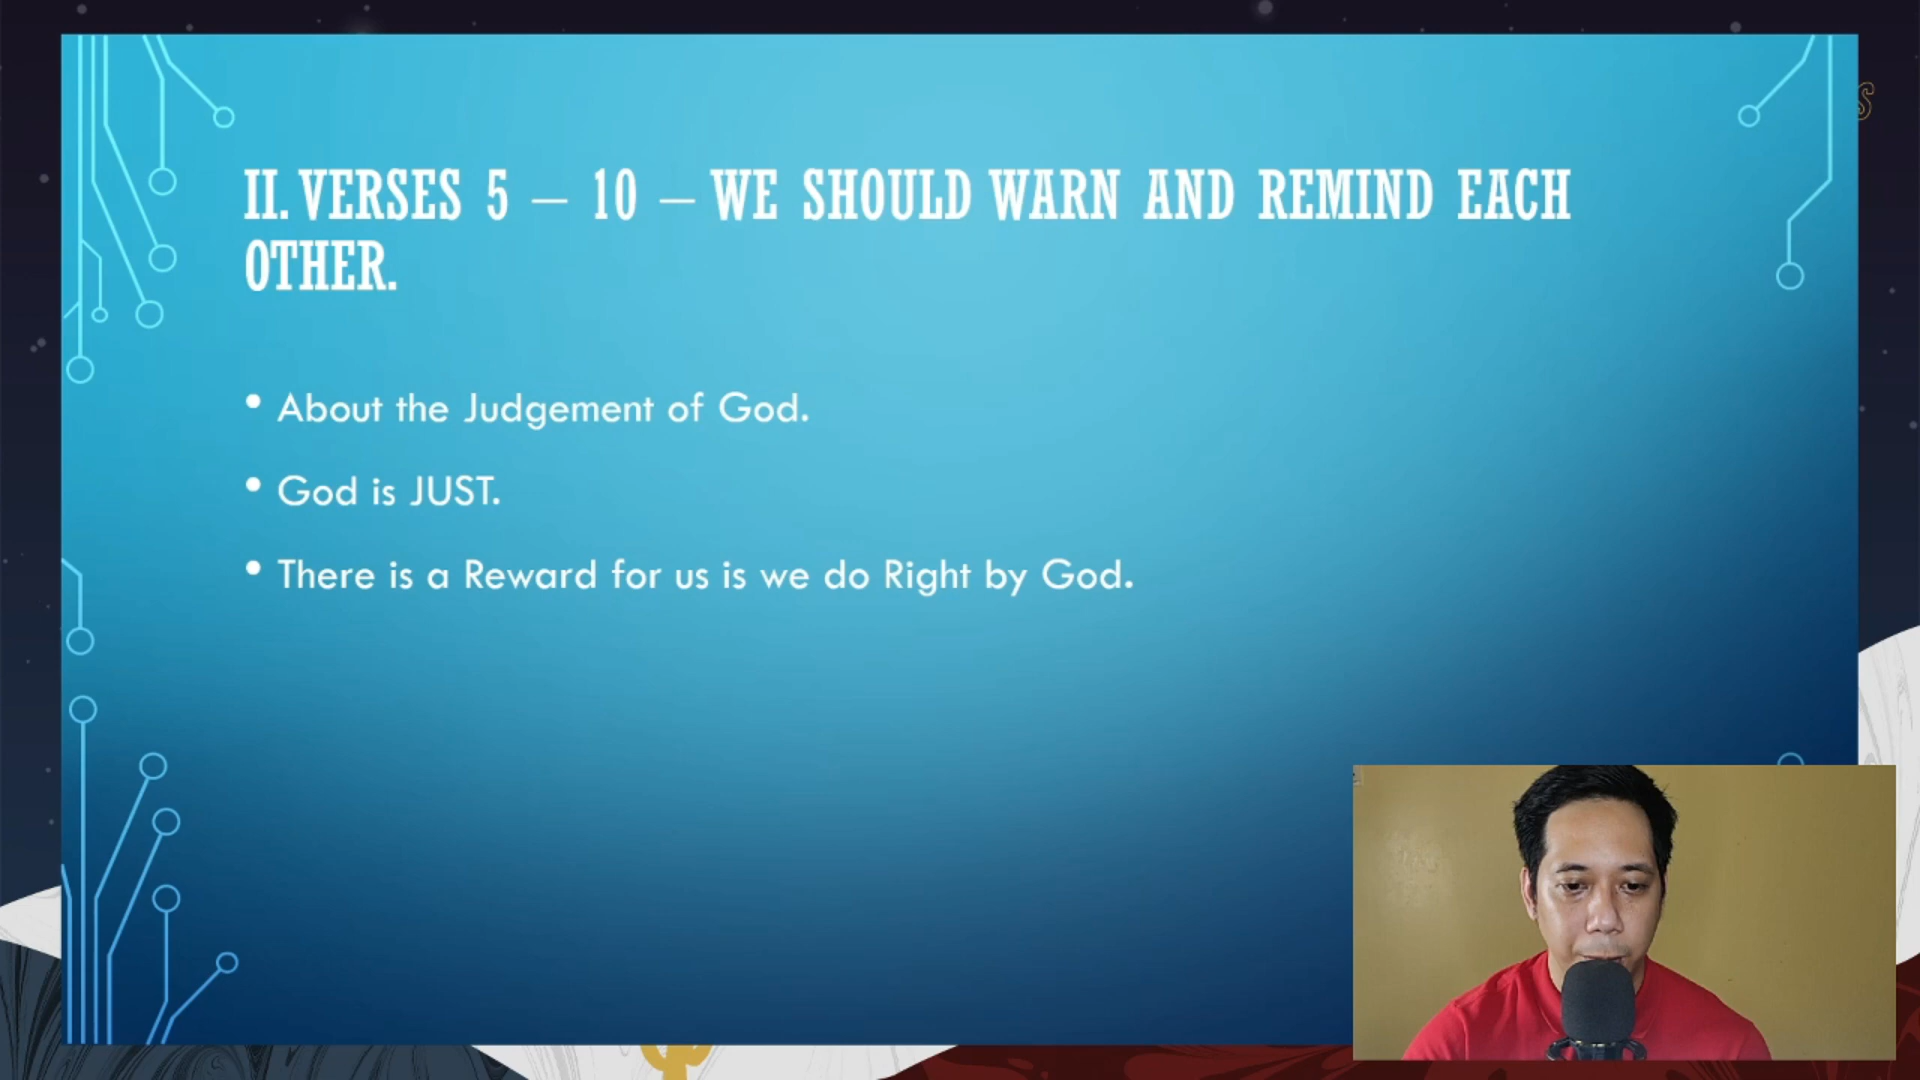 II. VERSES 5 – 10 – WE SHOULD WARN AND REMIND EACH
OTHER.
• About the Judgement of God.
• God is JUST.
• There is a Reward for us is we do Right by God.
S